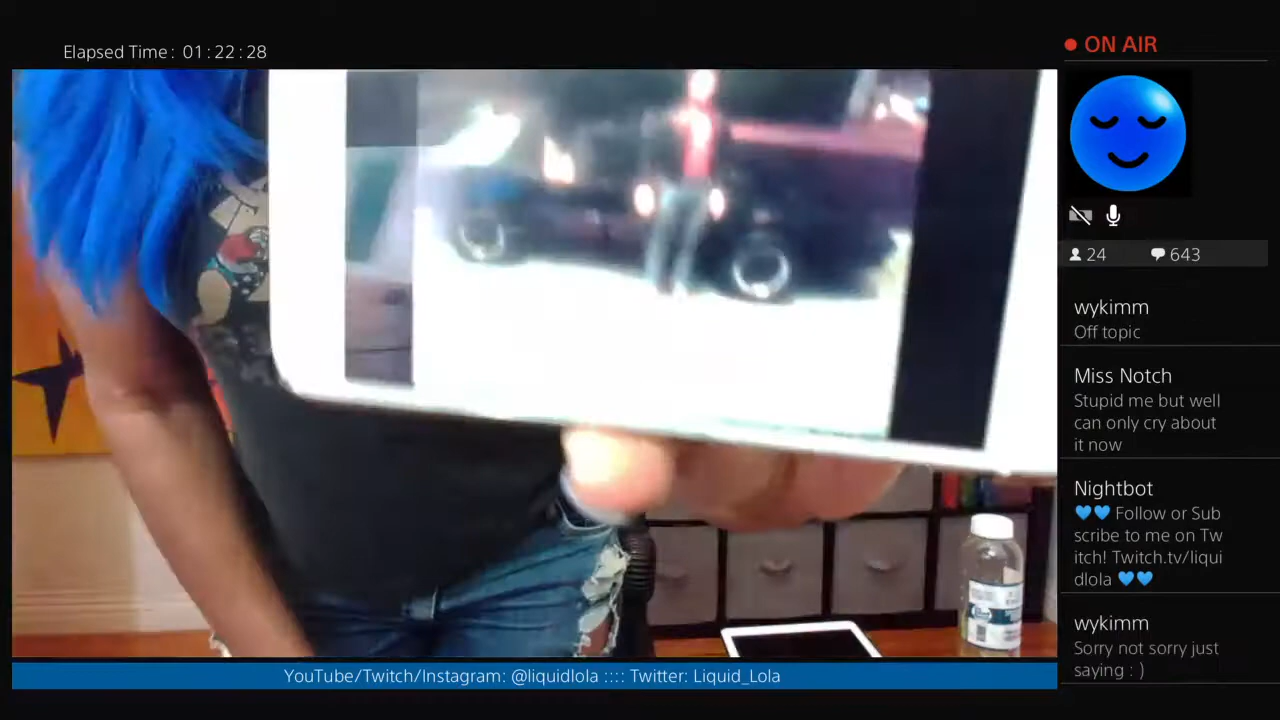 Elapsed Time: 01:22:28
ON AIR
24
643
wykimm
Off topic
Miss Notch
Stupid me but well
can only cry about
it now
Nightbot
💙💙 Follow or Sub
scribe to me on Tw
itch! Twitch.tv/liqui
dlola 💙💙
wykimm
Sorry not sorry just
saying : )
YouTube/Twitch/Instagram: @liquidlola :::: Twitter: Liquid_Lola